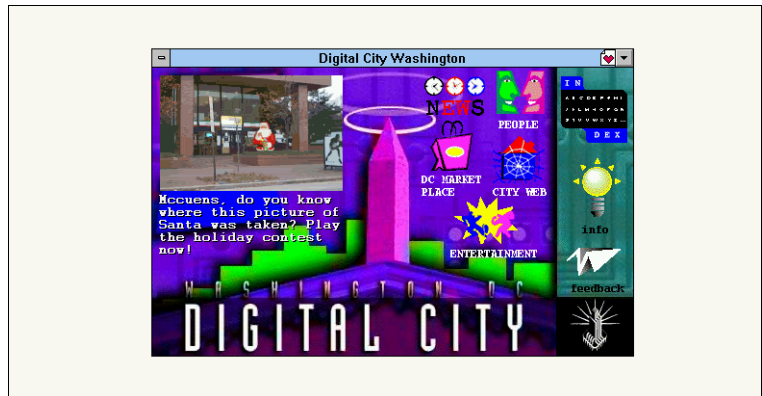 Digital City Washington
Mccuens, do you know
where this picture of
Santa was taken? Play
the holiday contest
now!
NEWS
PEOPLE
DC MARKET
PLACE
CITY WEB
ENTERTAINMENT
IN
DEX
info
feedback
WASHINGTON DC
DIGITAL CITY